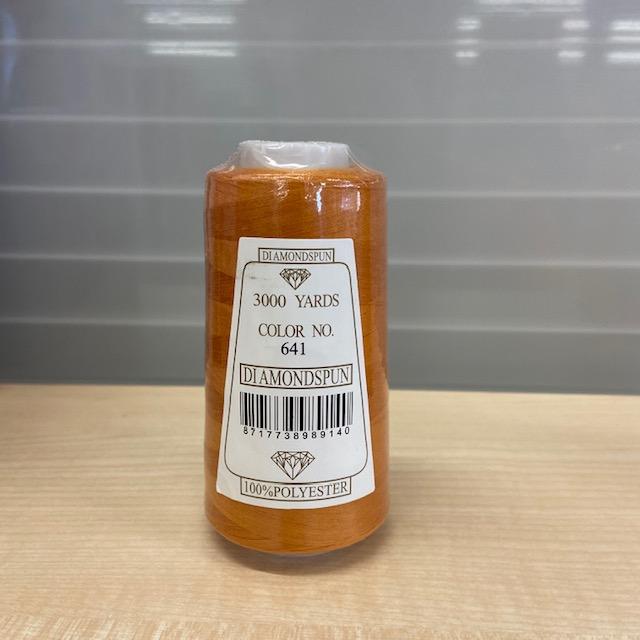 DIAMONDSPUN
3000 YARDS
COLOR NO.
641
DIAMONDSPUN
8717738989140
100%POLYESTER